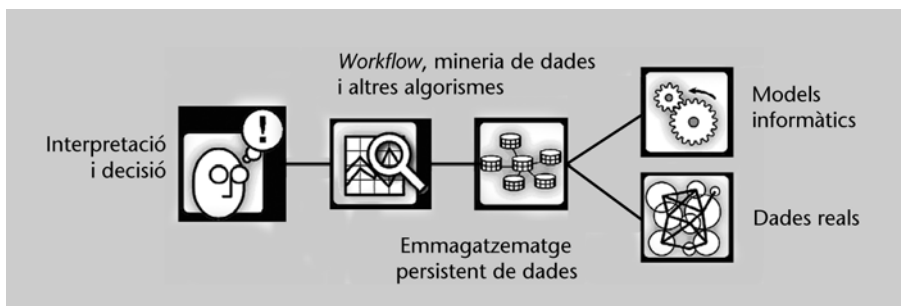 Workflow, mineria de dades
i altres algorismes
Interpretació
i decisió
!
Models
informàtics
Emmagatzematge
persistent de dades
Dades reals